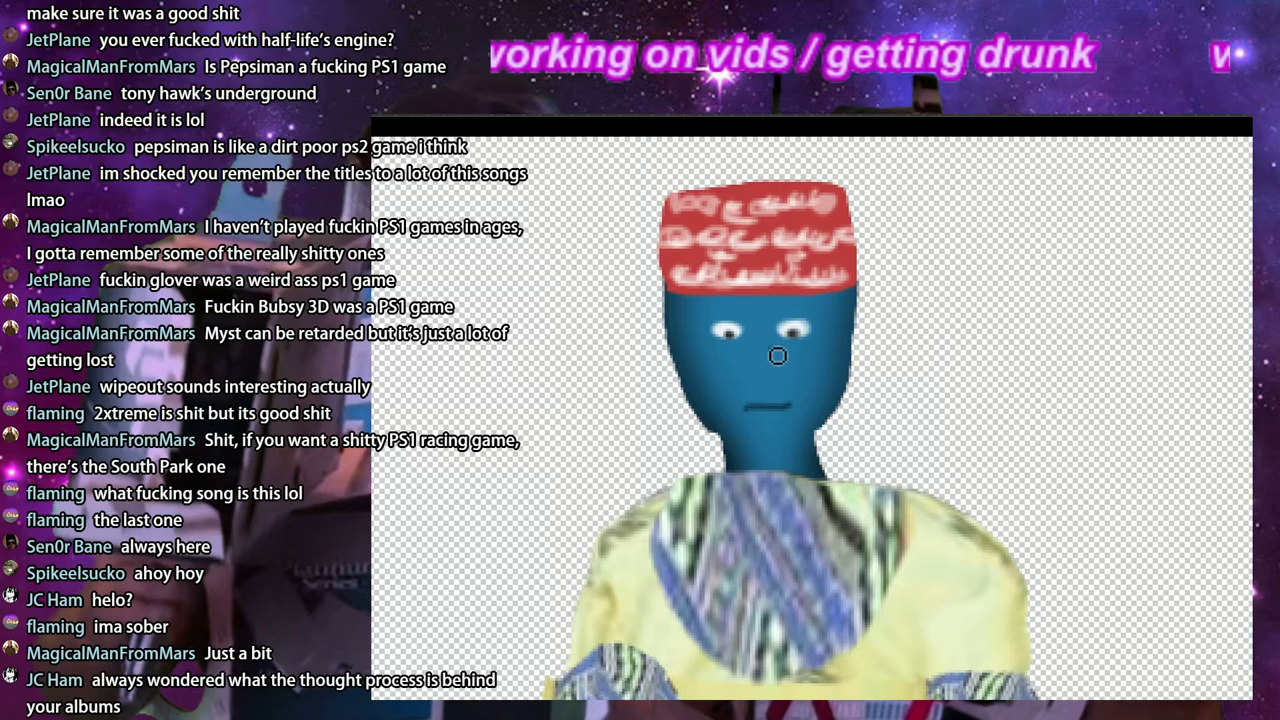 make sure it was a good shit
working on vids / getting drunk
JetPlane you ever fucked with half-life's engine?
MagicalManFromMars Is Pepsiman a fucking PS1 game
Sen0r Bane tony hawk's underground
JetPlane indeed it is lol
Spikeelsucko pepsiman is like a dirt poor ps2 game i think
JetPlane im shocked you remember the titles to a lot of this songs
lmao
MagicalManFromMars I haven't played fuckin PS1 games in ages,
I gotta remember some of the really shitty ones
JetPlane fuckin glover was a weird ass ps1 game
MagicalManFromMars Fuckin Bubsy 3D was a PS1 game
MagicalManFromMars Myst can be retarded but it's just a lot of
getting lost
JetPlane wipeout sounds interesting actually
flaming 2xtreme is shit but its good shit
MagicalManFromMars Shit, if you want a shitty PS1 racing game,
there's the South Park one
flaming what fucking song is this lol
flaming the last one
Sen0r Bane always here
Spikeelsucko ahoy hoy
JC Ham helo?
flaming ima sober
MagicalManFromMars Just a bit
JC Ham always wondered what the thought process is behind
your albums